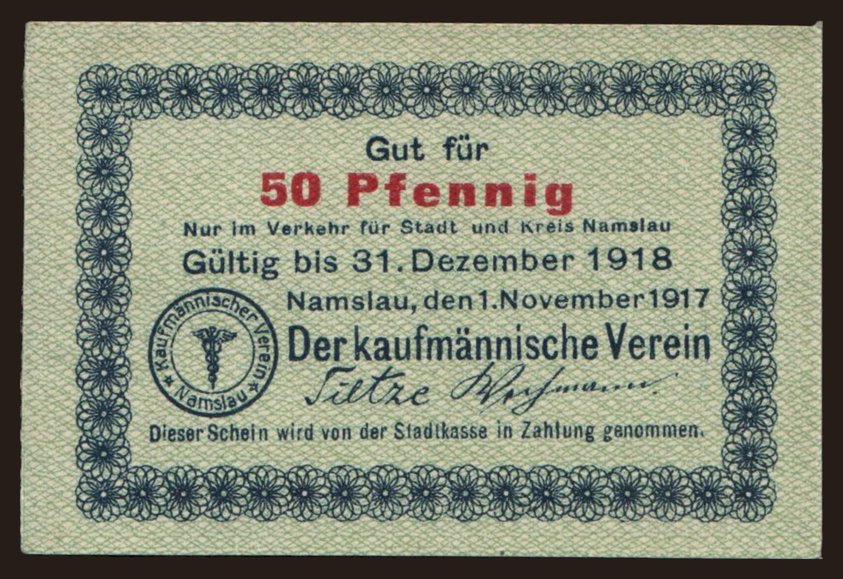 Gut für
50 Pfennig
Nur im Verkehr für Stadt und Kreis Namslau
Gültig bis 31. Dezember 1918
Namslau, den 1. November 1917
Der kaufmännische Verein
★ Kaufmännischer Verein ★
Namslau
Tiltze
Dieser Schein wird von der Stadtkasse in Zahlung genommen.